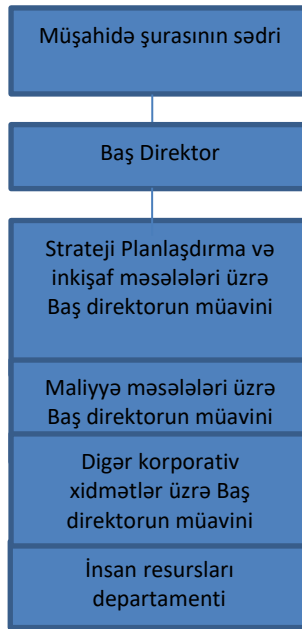 Müşahidə şurasının sədri
Baş Direktor
Strateji Planlaşdırma və
inkişaf məsələləri üzrə
Baş direktorun müavini
Maliyyə məsələləri üzrə
Baş direktorun müavini
Digər korporativ
xidmətlər üzrə Baş
direktorun müavini
İnsan resursları
departamenti